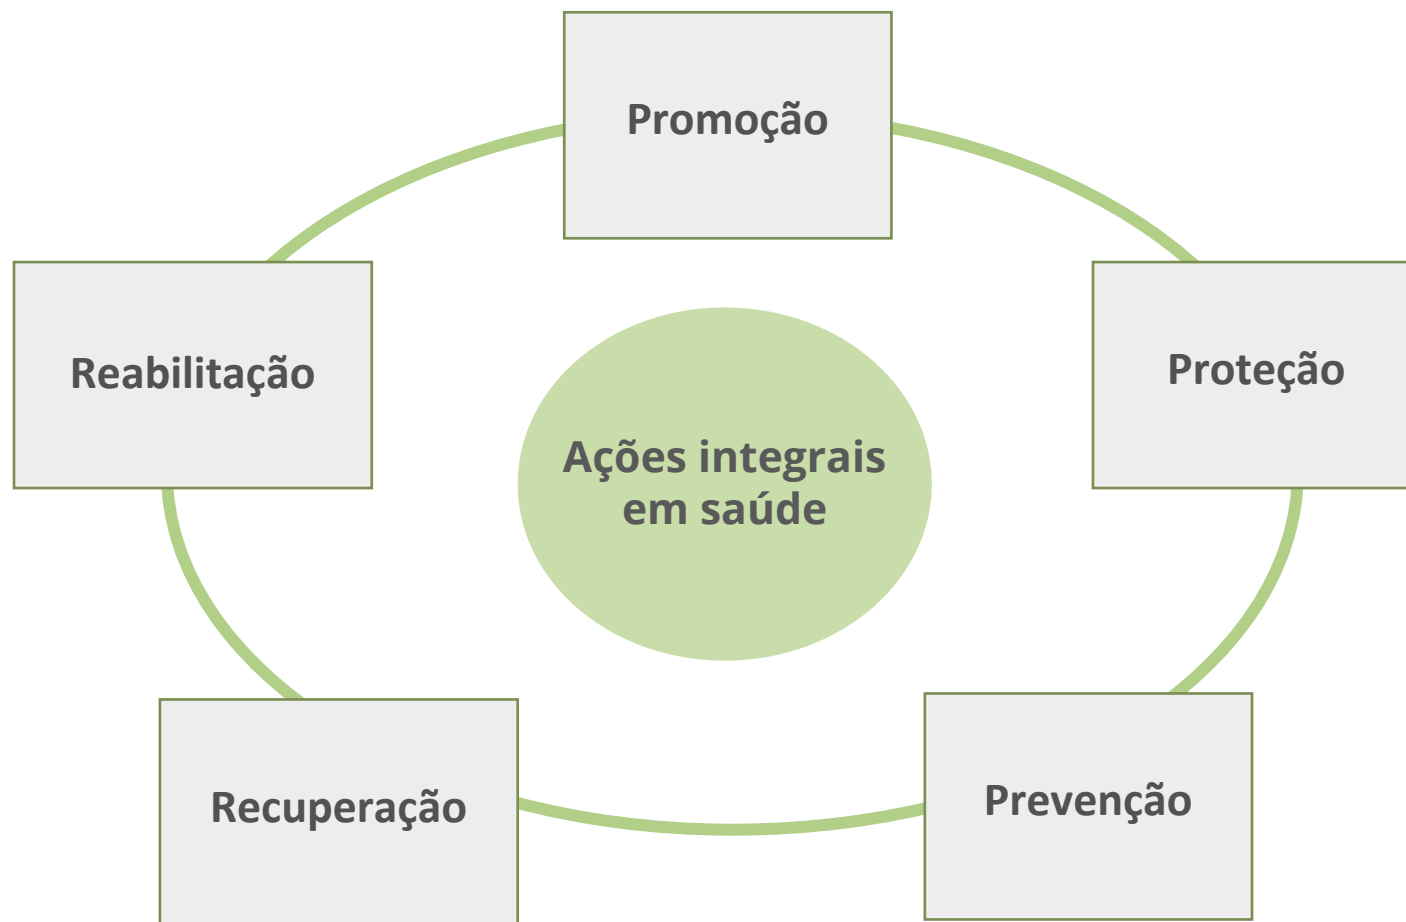 Promoção
Reabilitação
Proteção
Ações integrais
em saúde
Recuperação
Prevenção